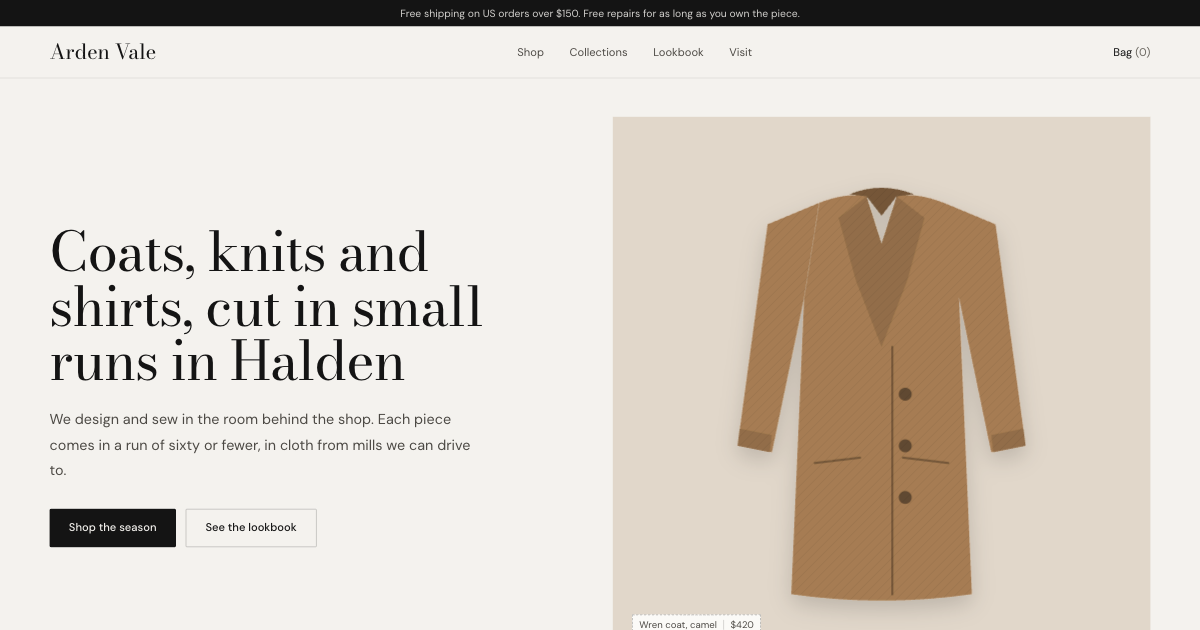 Free shipping on US orders over $150. Free repairs for as long as you own the piece.
Arden Vale
Shop
Collections
Lookbook
Visit
Bag (0)
Coats, knits and
shirts, cut in small
runs in Halden
We design and sew in the room behind the shop. Each piece
comes in a run of sixty or fewer, in cloth from mills we can drive
to.
Shop the season
See the lookbook
Wren coat, camel
$420